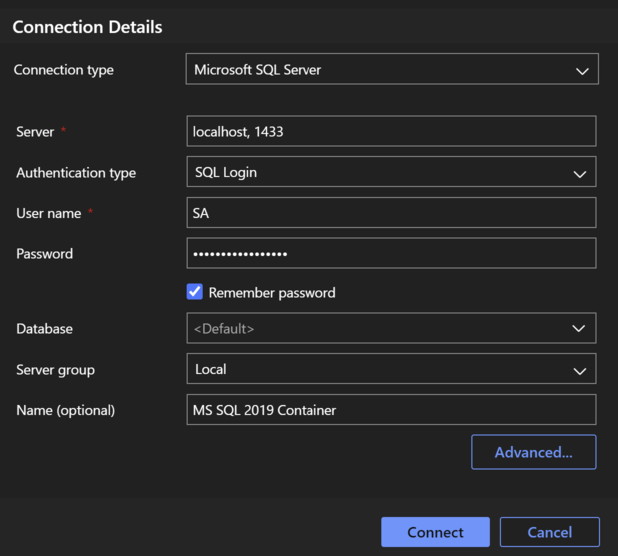 Connection Details
Connection type Microsoft SQL Server
Server * localhost, 1433
Authentication type SQL Login
User name * SA
Password •••••••••••••••••
Remember password
Database <Default>
Server group Local
Name (optional) MS SQL 2019 Container
Advanced...
Connect Cancel